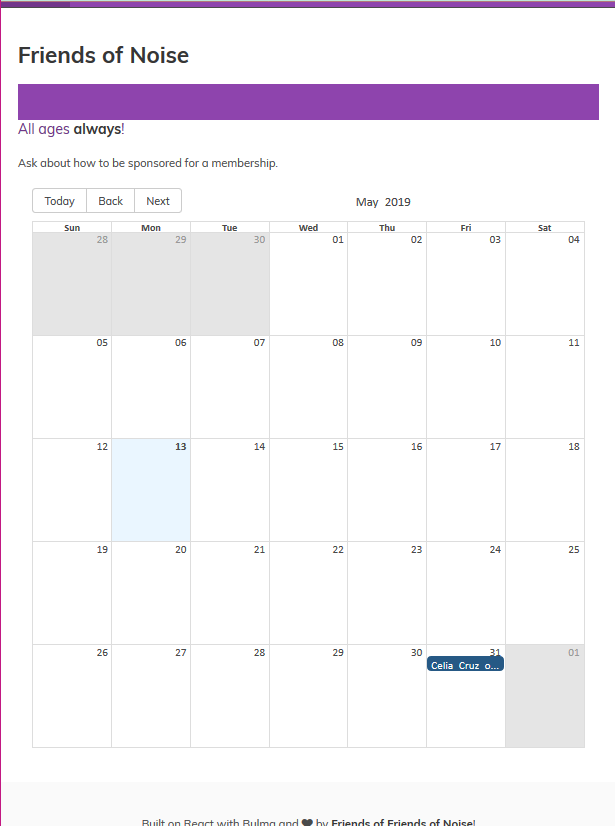 Friends of Noise
All ages always!
Ask about how to be sponsored for a membership.
Today Back Next May 2019
Sun Mon Tue Wed Thu Fri Sat
28 29 30 01 02 03 04
05 06 07 08 09 10 11
12 13 14 15 16 17 18
19 20 21 22 23 24 25
26 27 28 29 30 31 01
Celia Cruz o...
Built on React with Bulma and by Friends of Friends of Noise!